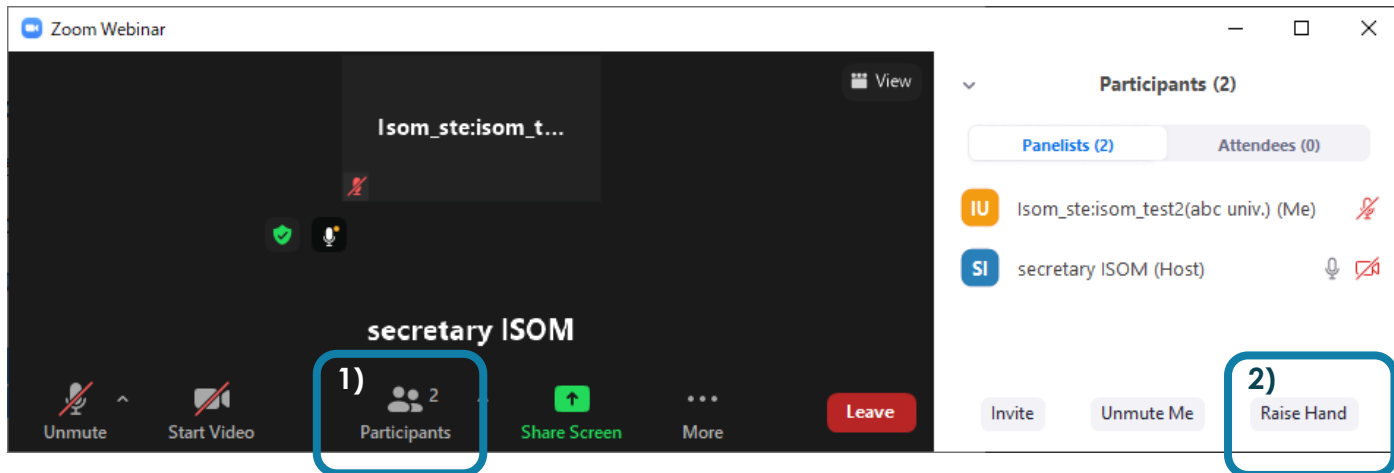 Zoom Webinar
View
Isom_ste:isom_t...
secretary ISOM
1)
2
Unmute
Start Video
Participants
Share Screen
More
Leave
Participants (2)
Panelists (2)
Attendees (0)
IU
Isom_ste:isom_test2(abc univ.) (Me)
SI
secretary ISOM (Host)
2)
Invite
Unmute Me
Raise Hand